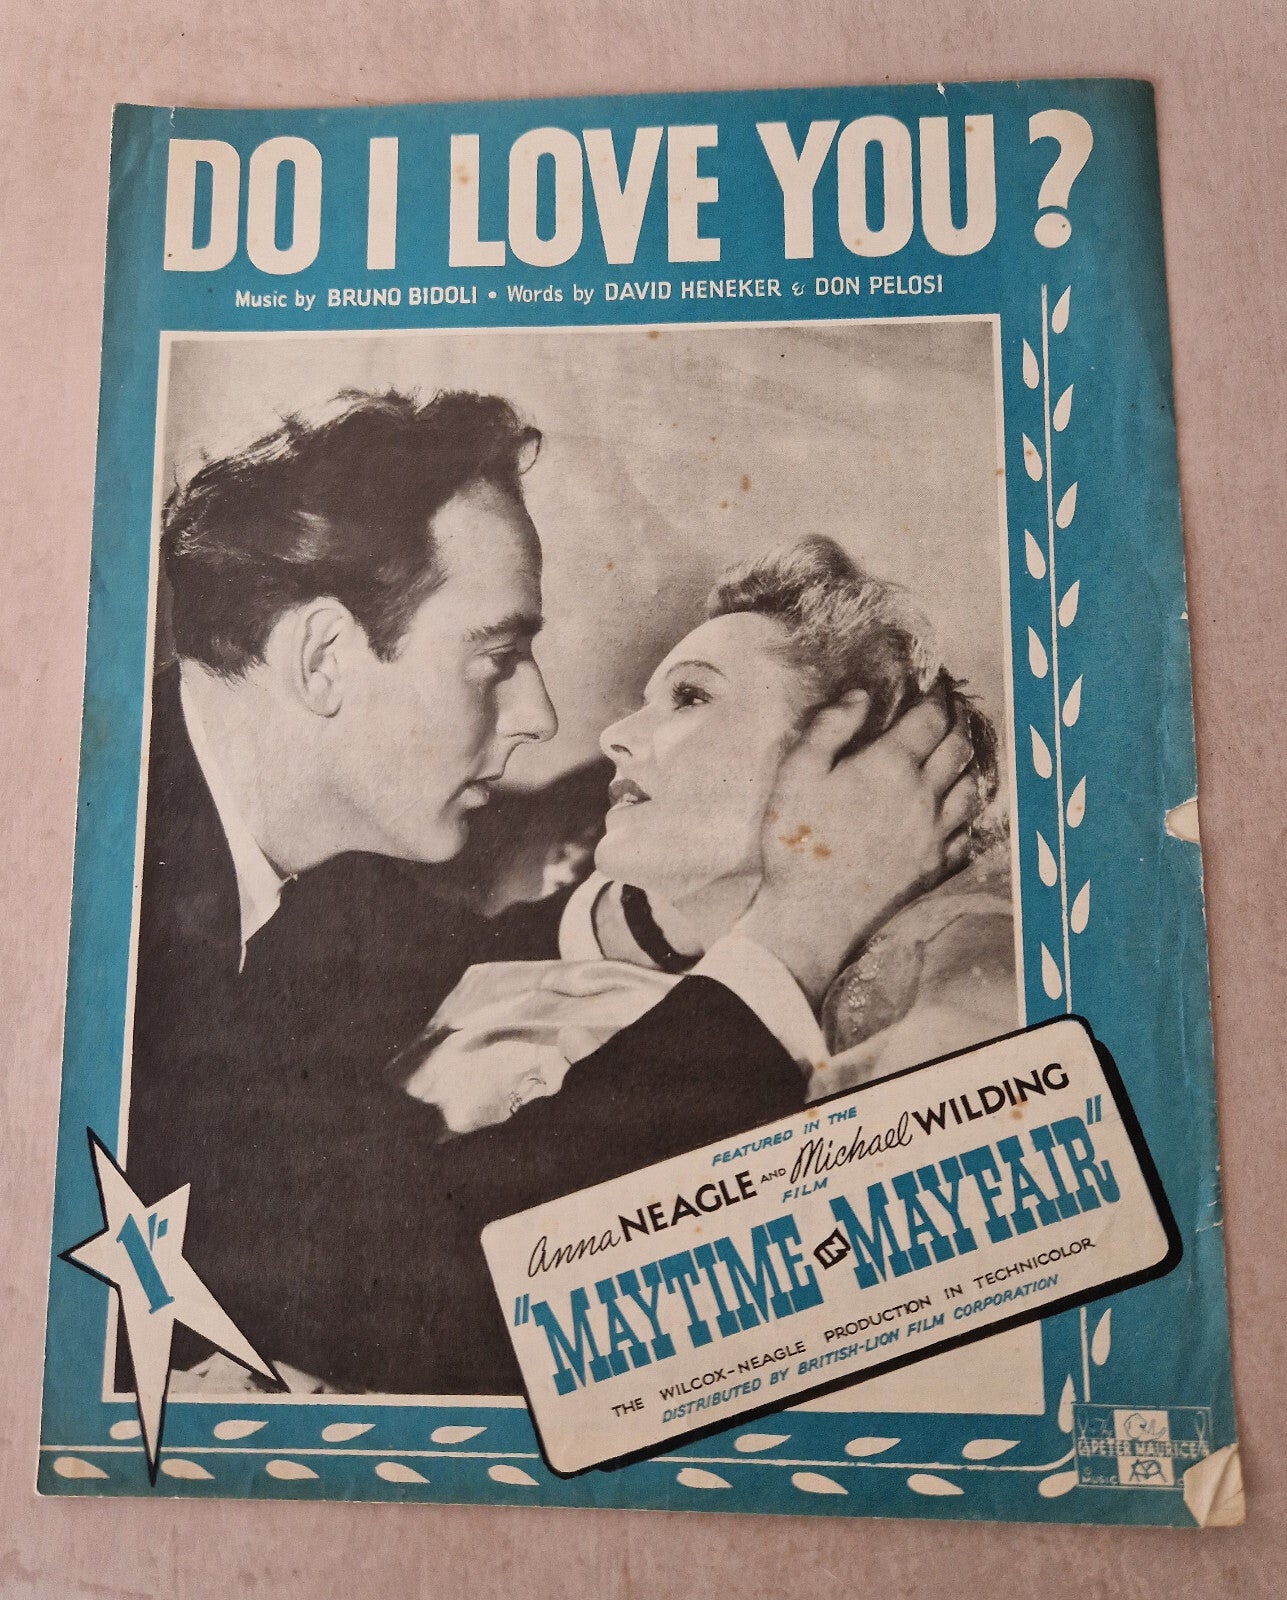 DO I LOVE YOU?
Music by BRUNO BIDOLI • Words by DAVID HENEKER & DON PELOSI
FEATURED IN THE
Anna NEAGLE AND Michael WILDING
FILM
"MAYTIME IN MAYFAIR"
THE WILCOX-NEAGLE PRODUCTION IN TECHNICOLOR
DISTRIBUTED BY BRITISH-LION FILM CORPORATION
1/-
The
PETER MAURICE
MUSIC